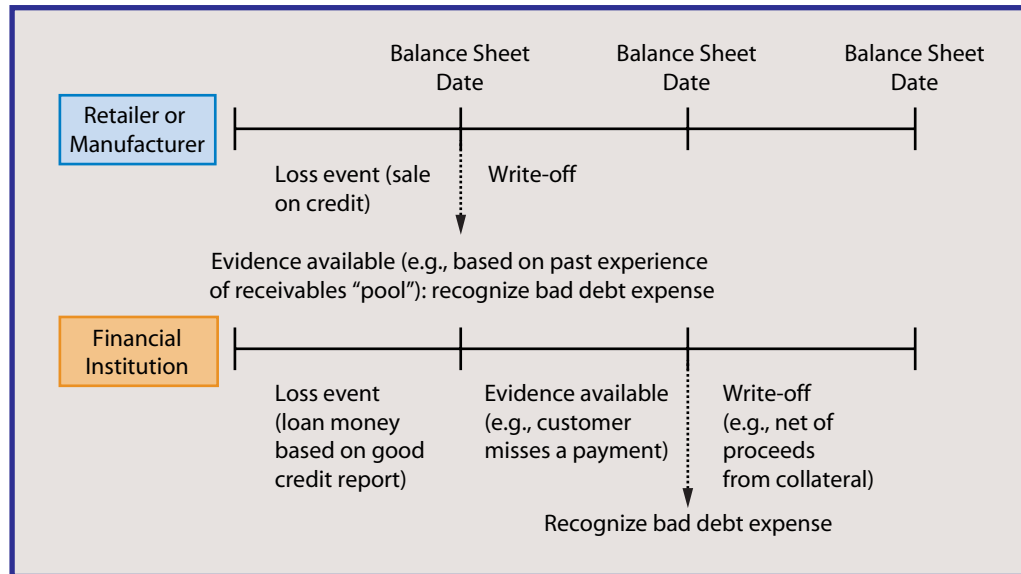 Balance Sheet
Date
Balance Sheet
Date
Balance Sheet
Date
Retailer or
Manufacturer
Loss event (sale
on credit)
Write-off
Evidence available (e.g., based on past experience
of receivables “pool”): recognize bad debt expense
Financial
Institution
Loss event
(loan money
based on good
credit report)
Evidence available
(e.g., customer
misses a payment)
Write-off
(e.g., net of
proceeds
from collateral)
Recognize bad debt expense